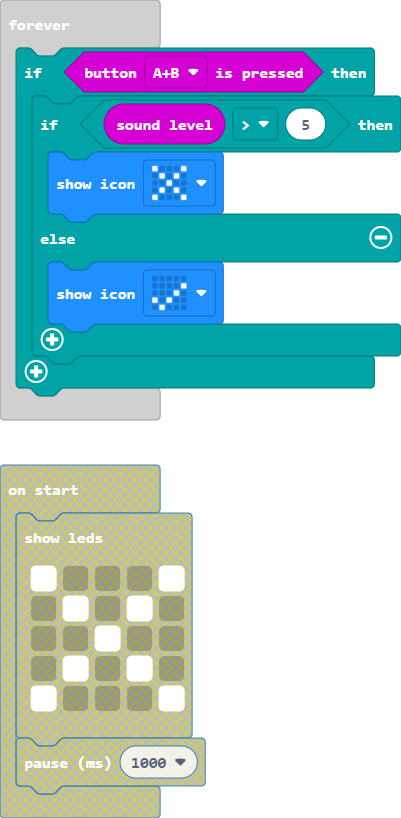 forever
if button A+B is pressed then
if sound level > 5 then
show icon
else
show icon
on start
show leds
pause (ms) 1000